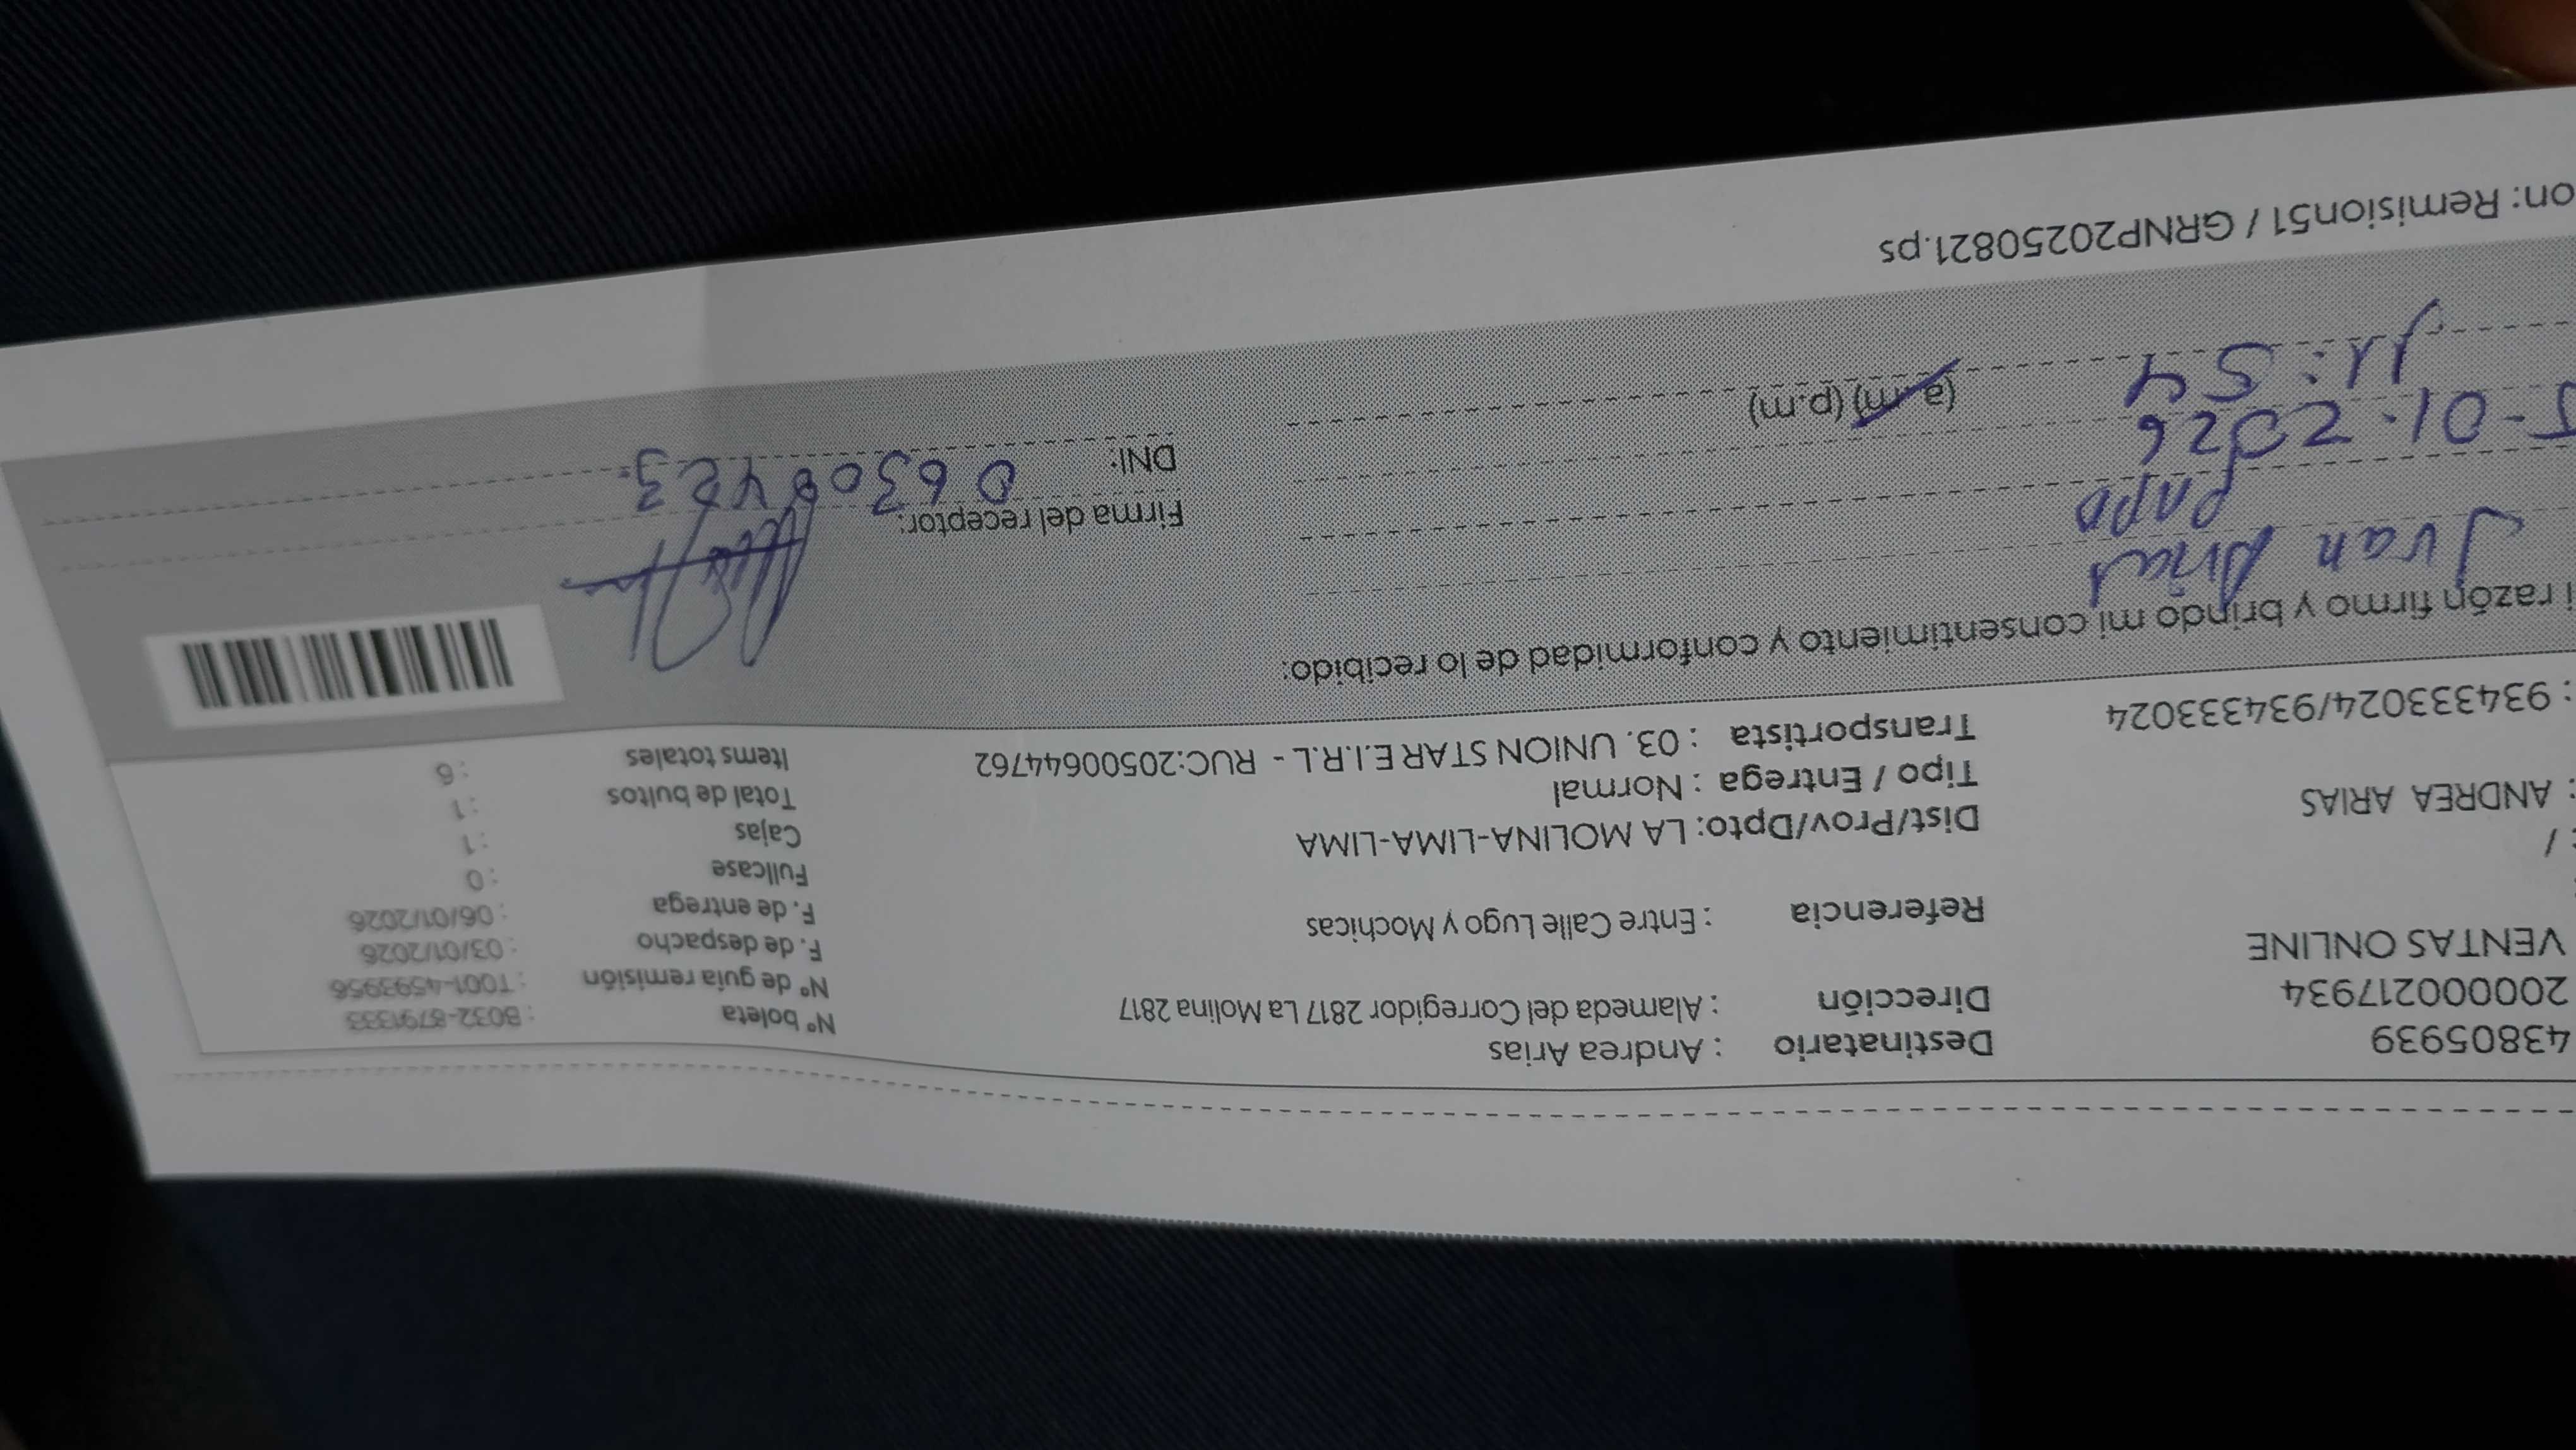 43805939
200000217934
VENTAS ONLINE
: /
: ANDREA ARIAS
: 934333024/934333024
Destinatario : Andrea Arias
Dirección : Alameda del Corregidor 2817 La Molina 2817
Referencia : Entre Calle Lugo y Mochicas
Dist/Prov/Dpto: LA MOLINA-LIMA-LIMA
Tipo / Entrega : Normal
Transportista : 03. UNION STAR E.I.R.L - RUC:20500644762
Nº boleta : B032-8791333
Nº de guía remisión : T001-4593956
F. de despacho : 03/01/2026
F. de entrega : 06/01/2026
Fullcase : 0
Cajas : 1
Total de bultos : 1
Items totales : 6
i razón firmo y brindo mi consentimiento y conformidad de lo recibido:
Ivan Arias
PAPA
5-01-2026
11:54 (a.m) (p.m)
Firma del receptor:
DNI:
on: Remision51 / GRNP20250821.ps